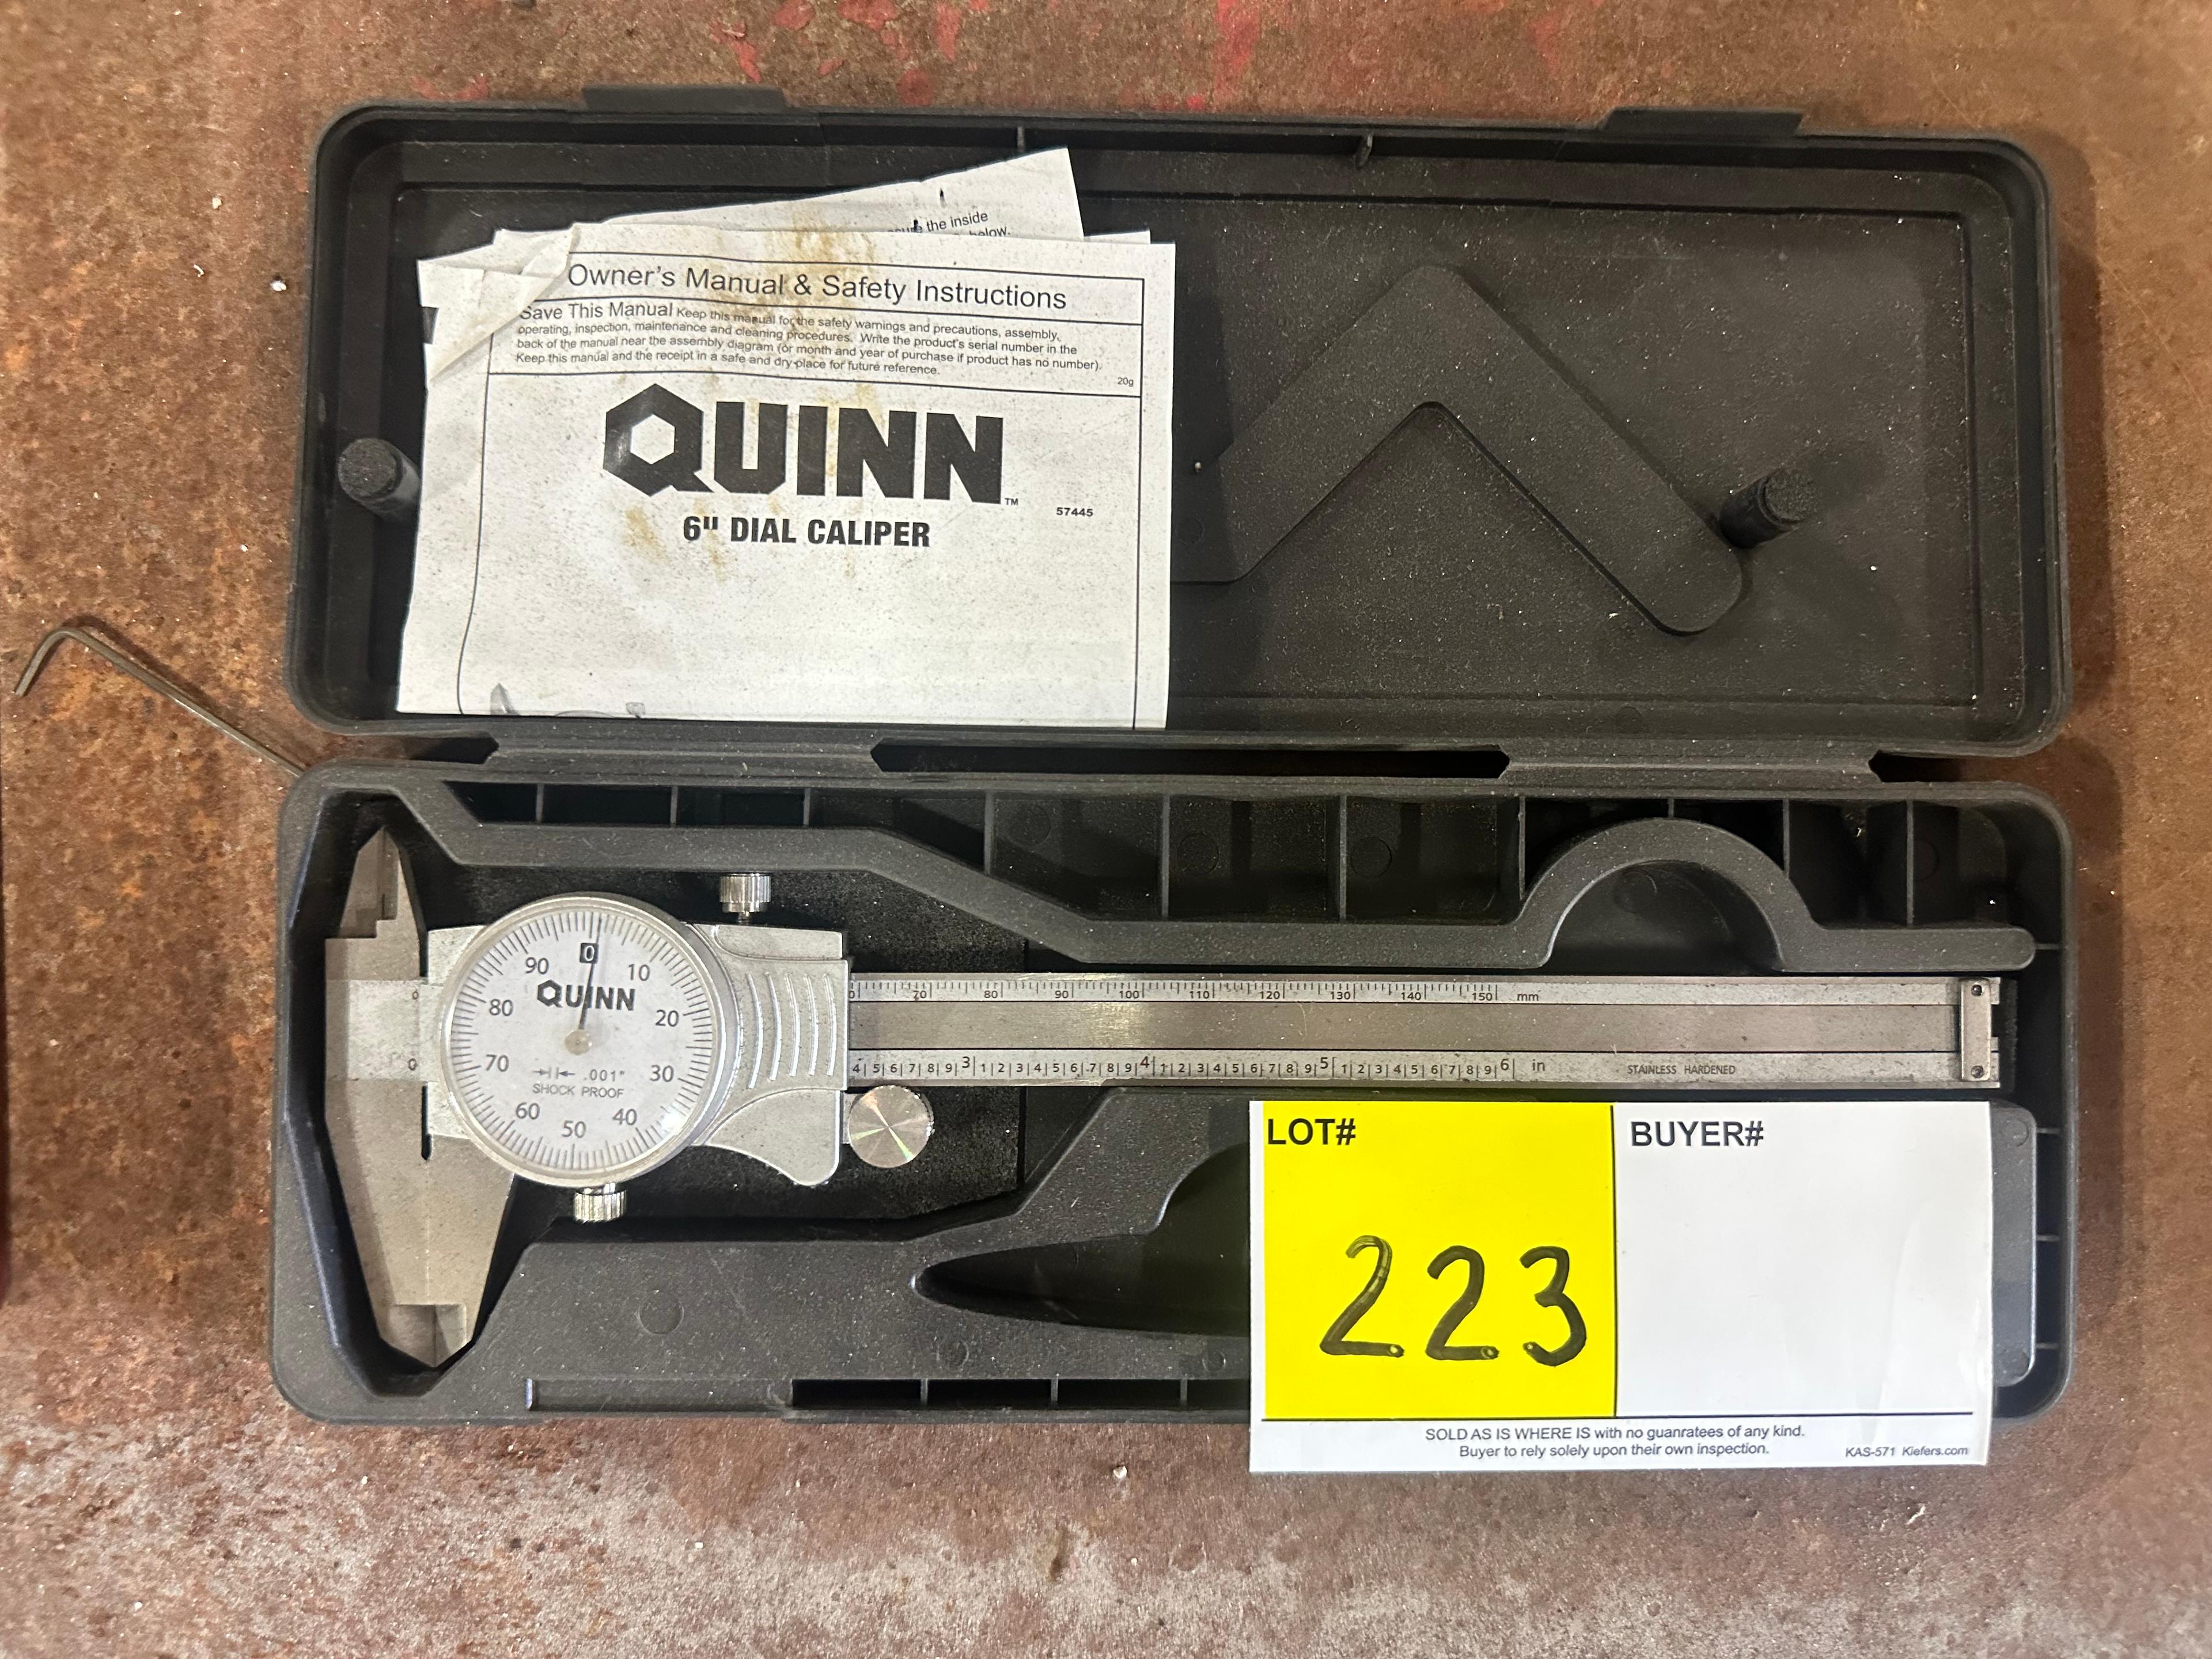 the inside
below.
Owner's Manual & Safety Instructions
Save This Manual Keep this manual for the safety warnings and precautions, assembly,
operating, inspection, maintenance and cleaning procedures. Write the product's serial number in the
back of the manual near the assembly diagram (or month and year of purchase if product has no number).
Keep this manual and the receipt in a safe and dry place for future reference.
20g
QUINN
TM
57445
6" DIAL CALIPER
0
90 10
QUINN
80 20
70 30
.001"
SHOCK PROOF
60 40
50
0
0
70 80 90 100 110 120 130 140 150 mm
4 5 6 7 8 9 3 1 2 3 4 5 6 7 8 9 4 1 2 3 4 5 6 7 8 9 5 1 2 3 4 5 6 7 8 9 6 in
STAINLESS HARDENED
LOT# BUYER#
223
SOLD AS IS WHERE IS with no guanratees of any kind.
Buyer to rely solely upon their own inspection.
KAS-571 Kiefers.com